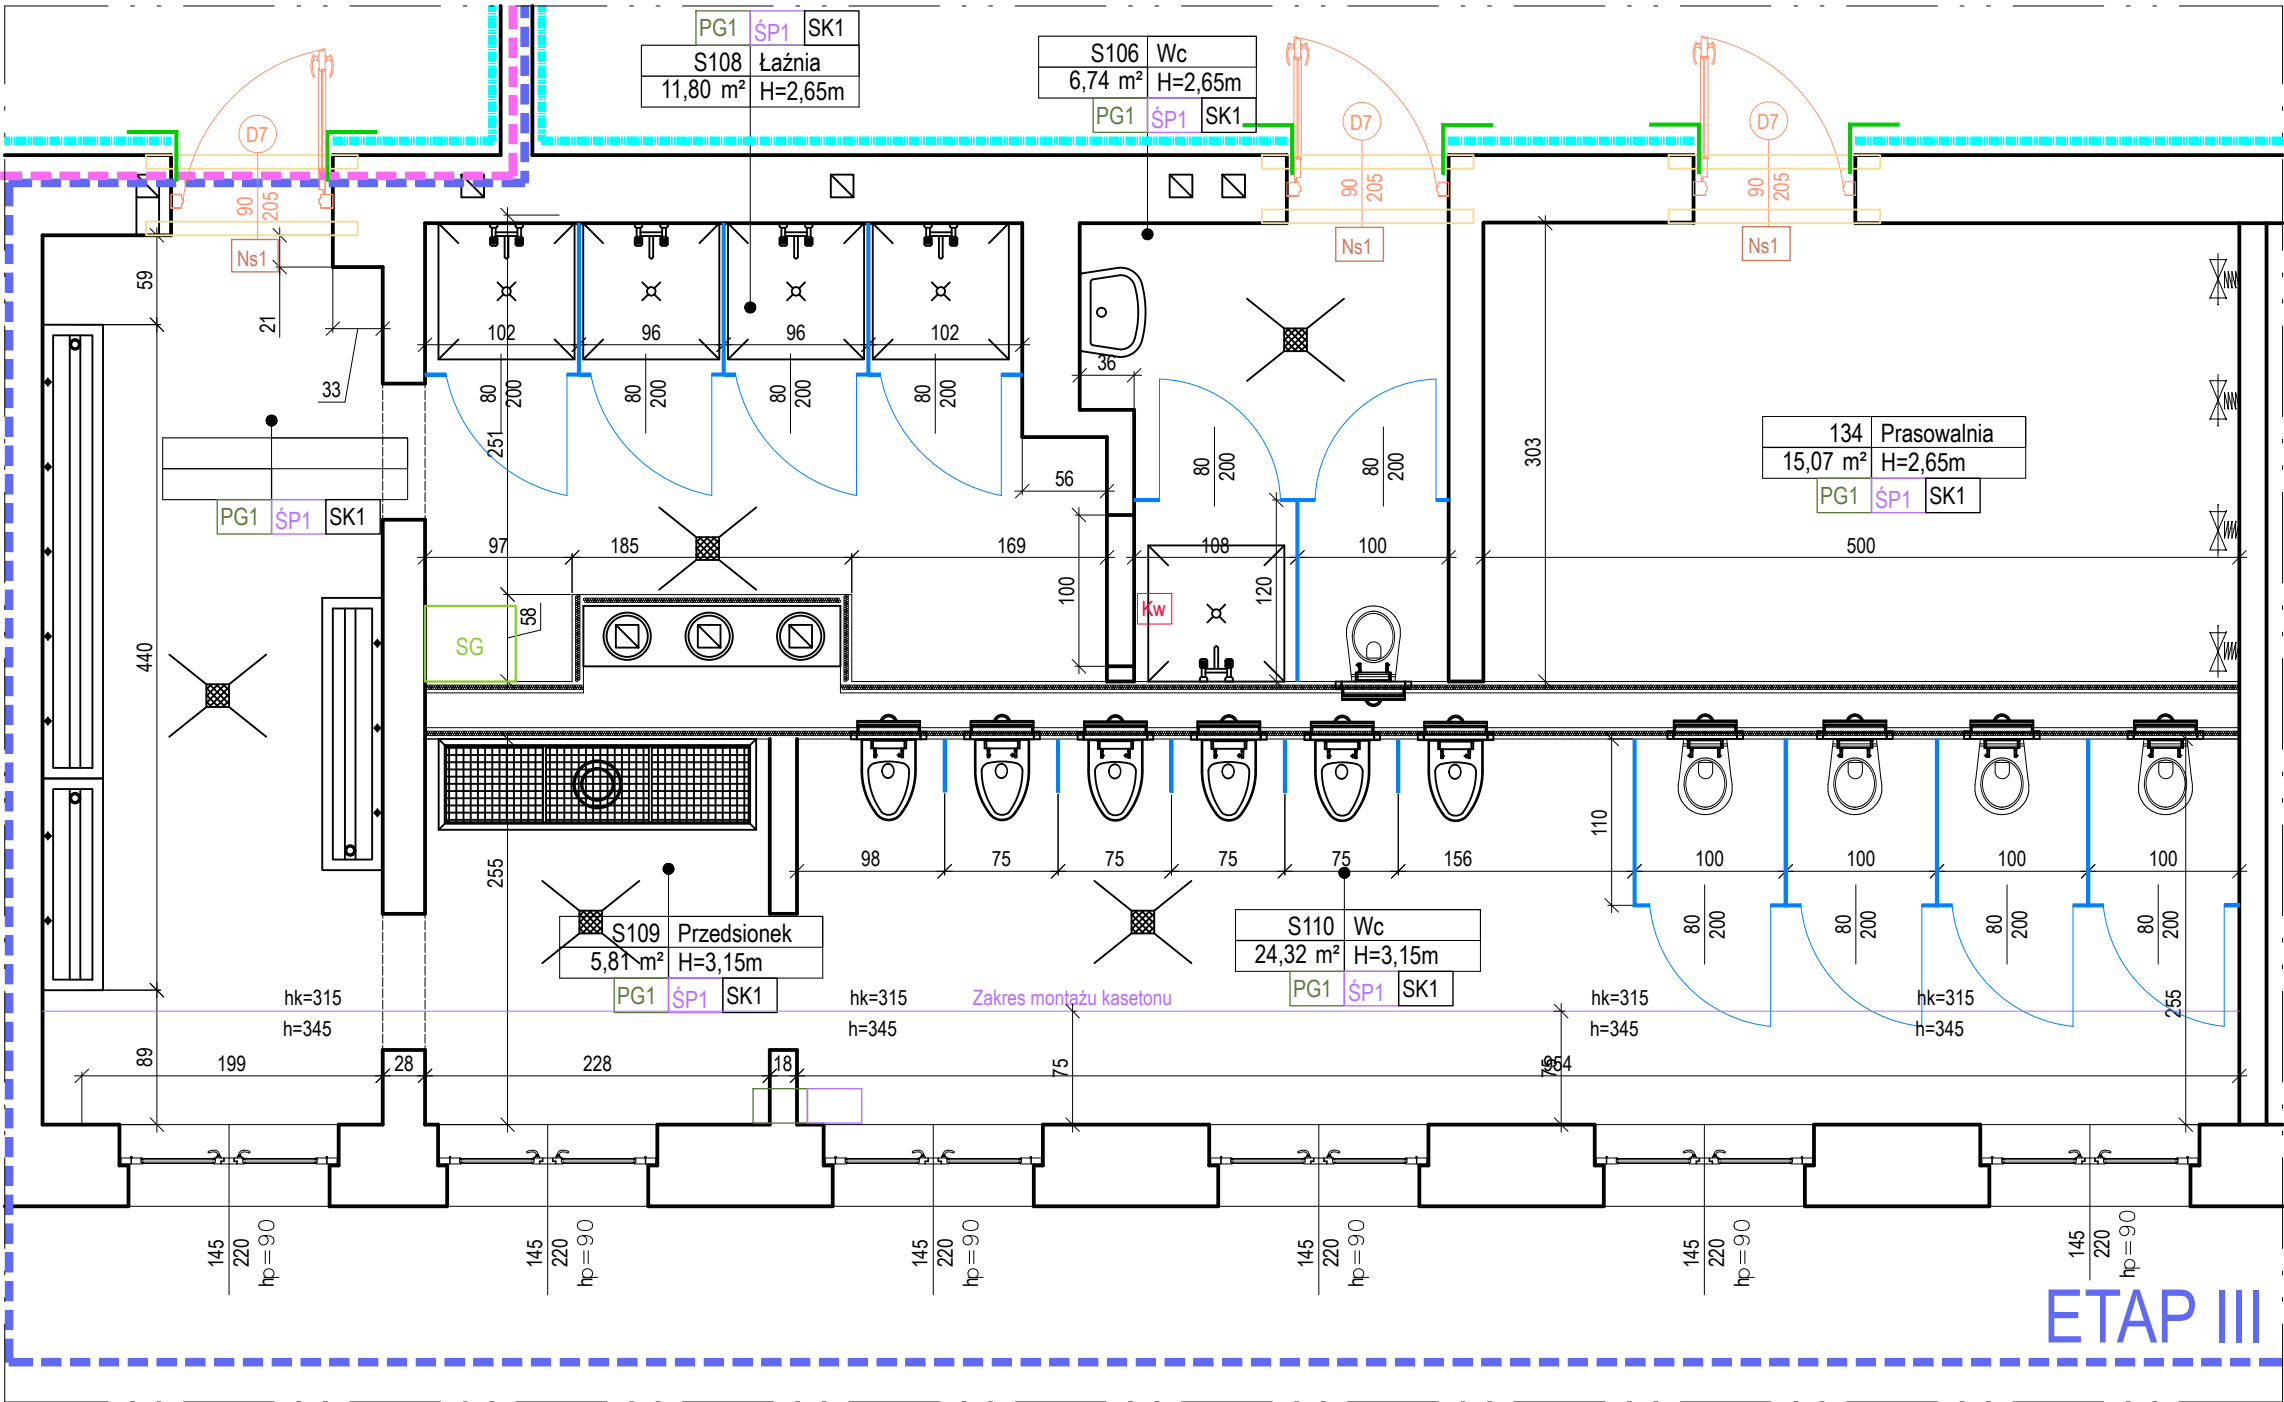 PG1 ŚP1 SK1
S108 Łaźnia
11,80 m² H=2,65m
S106 Wc
6,74 m² H=2,65m
PG1 ŚP1 SK1
D7
90
205
Ns1
D7
90
205
Ns1
D7
90
205
Ns1
59
21
33
102
96
96
102
36
80
200
80
200
80
200
80
200
251
80
200
80
200
303
134 Prasowalnia
15,07 m² H=2,65m
PG1 ŚP1 SK1
PG1 ŚP1 SK1
56
97
185
169
108
100
500
100
120
Kw
58
SG
440
255
98
75
75
75
75
156
110
100
100
100
100
80
200
80
200
80
200
80
200
S109 Przedsionek
5,81 m² H=3,15m
PG1 ŚP1 SK1
S110 Wc
24,32 m² H=3,15m
PG1 ŚP1 SK1
hk=315
h=345
hk=315
h=345
Zakres montażu kasetonu
hk=315
h=345
hk=315
h=345
255
89
199
28
228
18
75
75
954
145
220
hp=90
145
220
hp=90
145
220
hp=90
145
220
hp=90
145
220
hp=90
145
220
hp=90
ETAP III